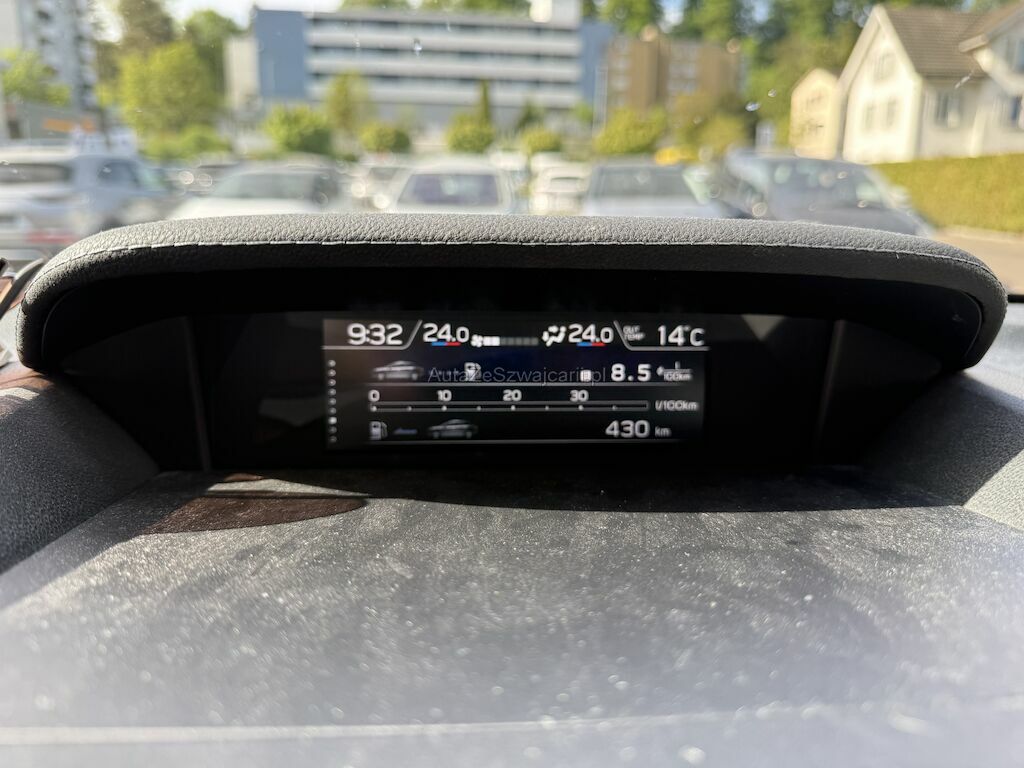 9:32 24.0 24.0 OUT TEMP 14°C
AutaZeSzwajcarii.pl
B 8.5 l/100km
0 10 20 30
l/100km
430 km